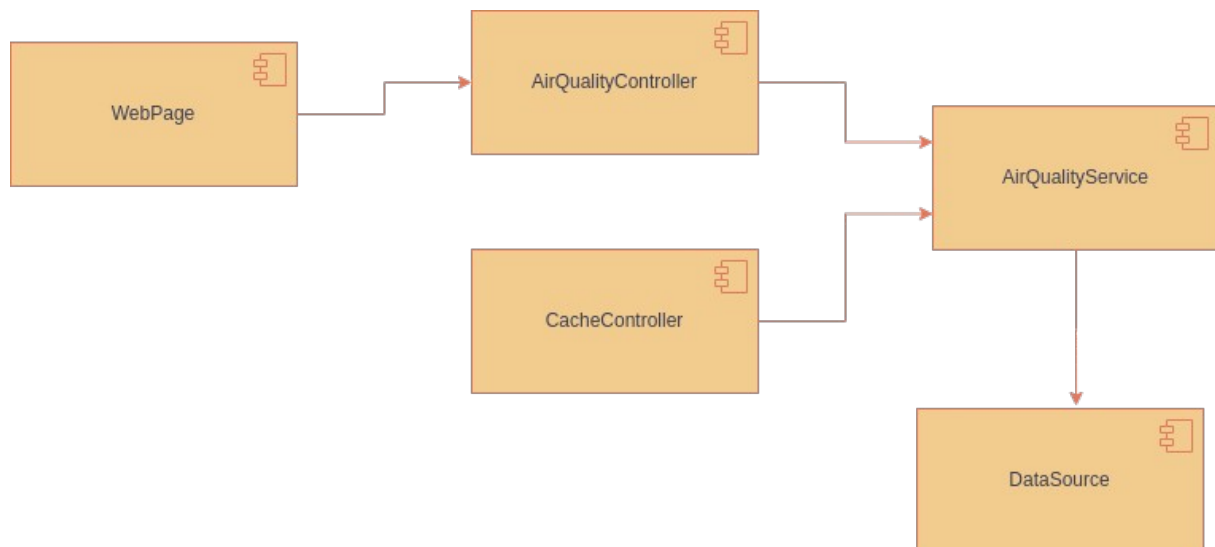 WebPage
AirQualityController
AirQualityService
CacheController
DataSource